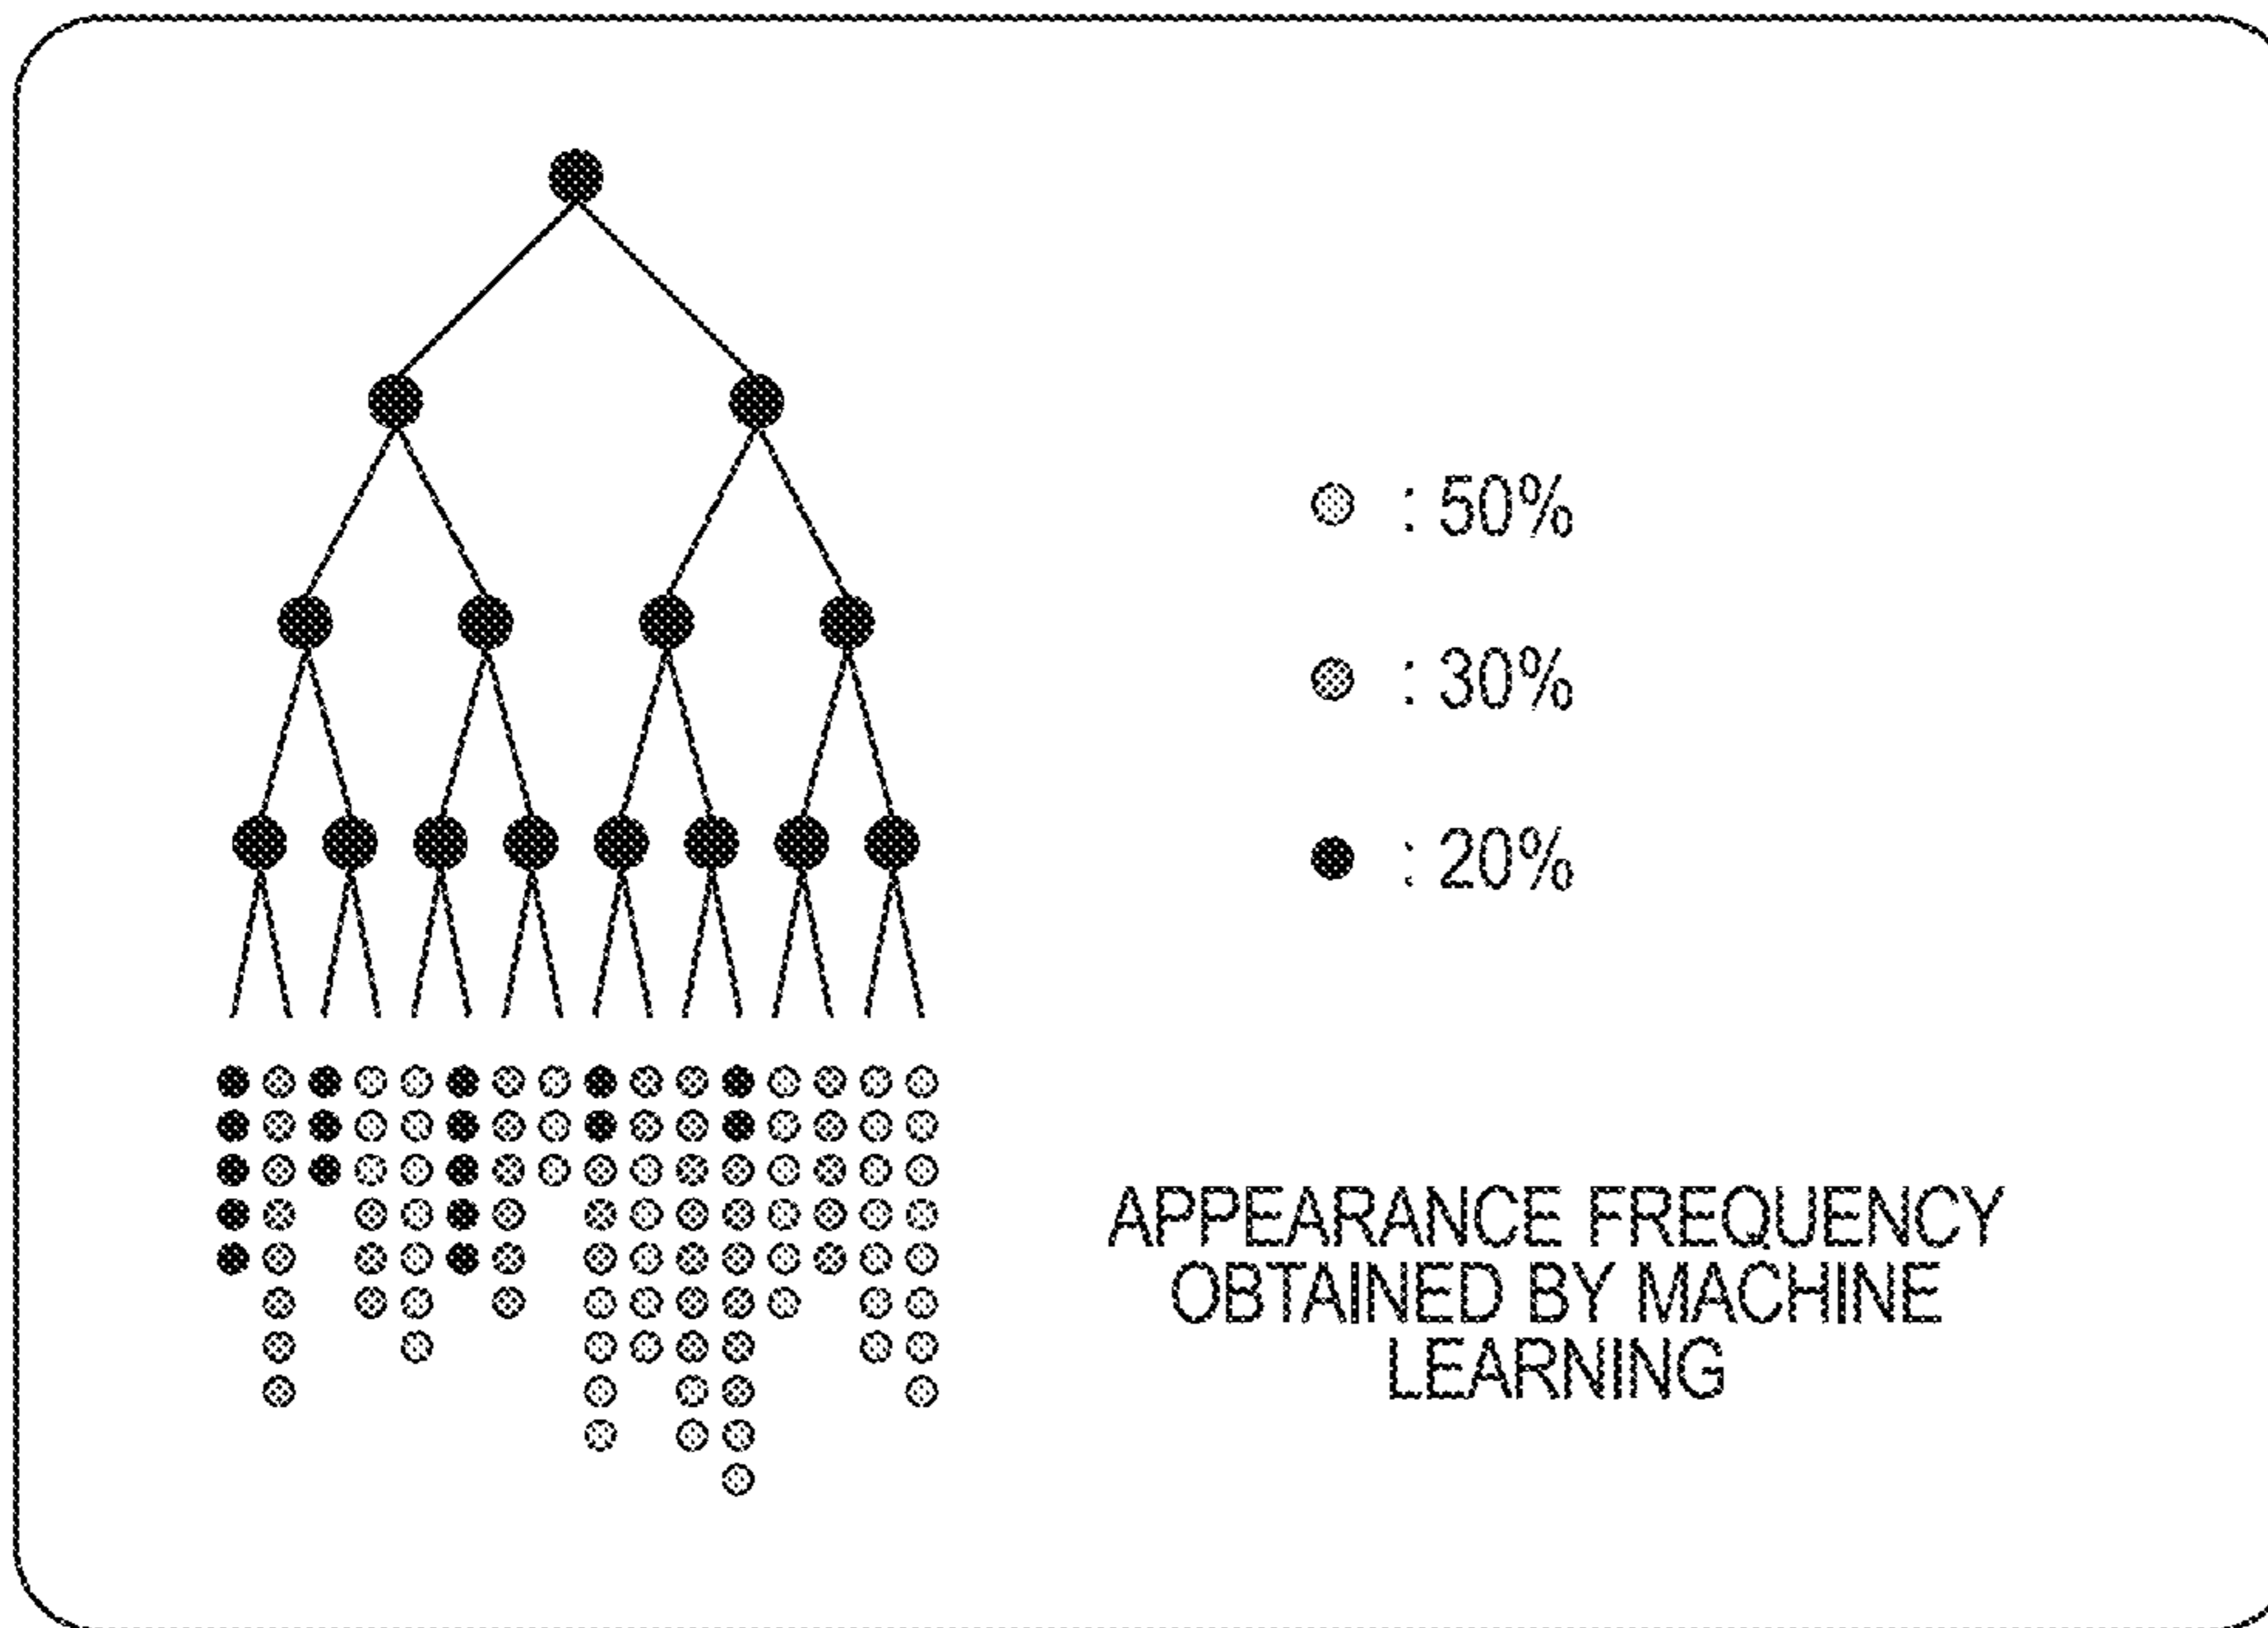 : 50%
: 30%
: 20%
APPEARANCE FREQUENCY
OBTAINED BY MACHINE
LEARNING